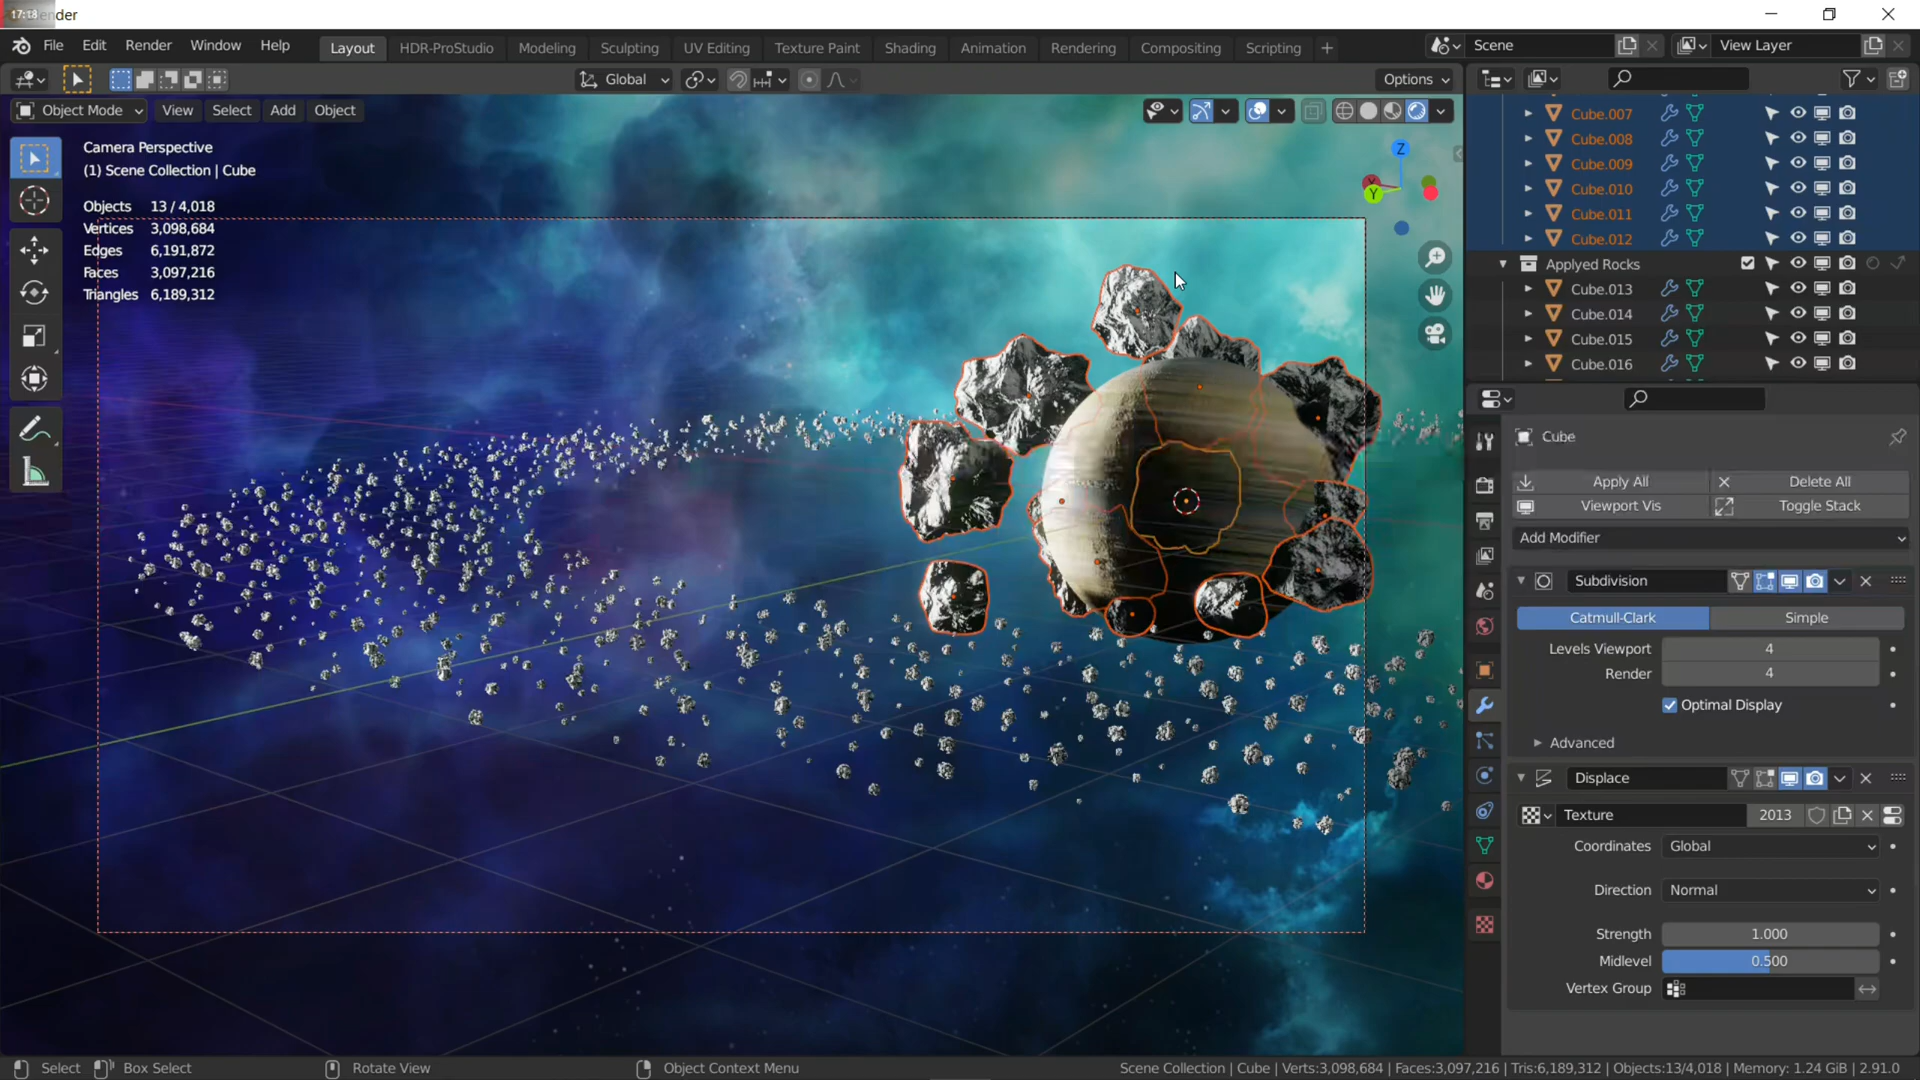 17:18 nder
File Edit Render Window Help Layout HDR-ProStudio Modeling Sculpting UV Editing Texture Paint Shading Animation Rendering Compositing Scripting + Scene View Layer
Global Options
Object Mode View Select Add Object
Camera Perspective
(1) Scene Collection | Cube
Objects 13 / 4,018
Vertices 3,098,684
Edges 6,191,872
Faces 3,097,216
Triangles 6,189,312
Z
Y
Cube.007
Cube.008
Cube.009
Cube.010
Cube.011
Cube.012
Applyed Rocks
Cube.013
Cube.014
Cube.015
Cube.016
Cube
Apply All Delete All
Viewport Vis Toggle Stack
Add Modifier
Subdivision
Catmull-Clark Simple
Levels Viewport 4
Render 4
Optimal Display
Advanced
Displace
Texture 2013
Coordinates Global
Direction Normal
Strength 1.000
Midlevel 0.500
Vertex Group
Select Box Select Rotate View Object Context Menu Scene Collection | Cube | Verts:3,098,684 | Faces:3,097,216 | Tris:6,189,312 | Objects:13/4,018 | Memory: 1.24 GiB | 2.91.0